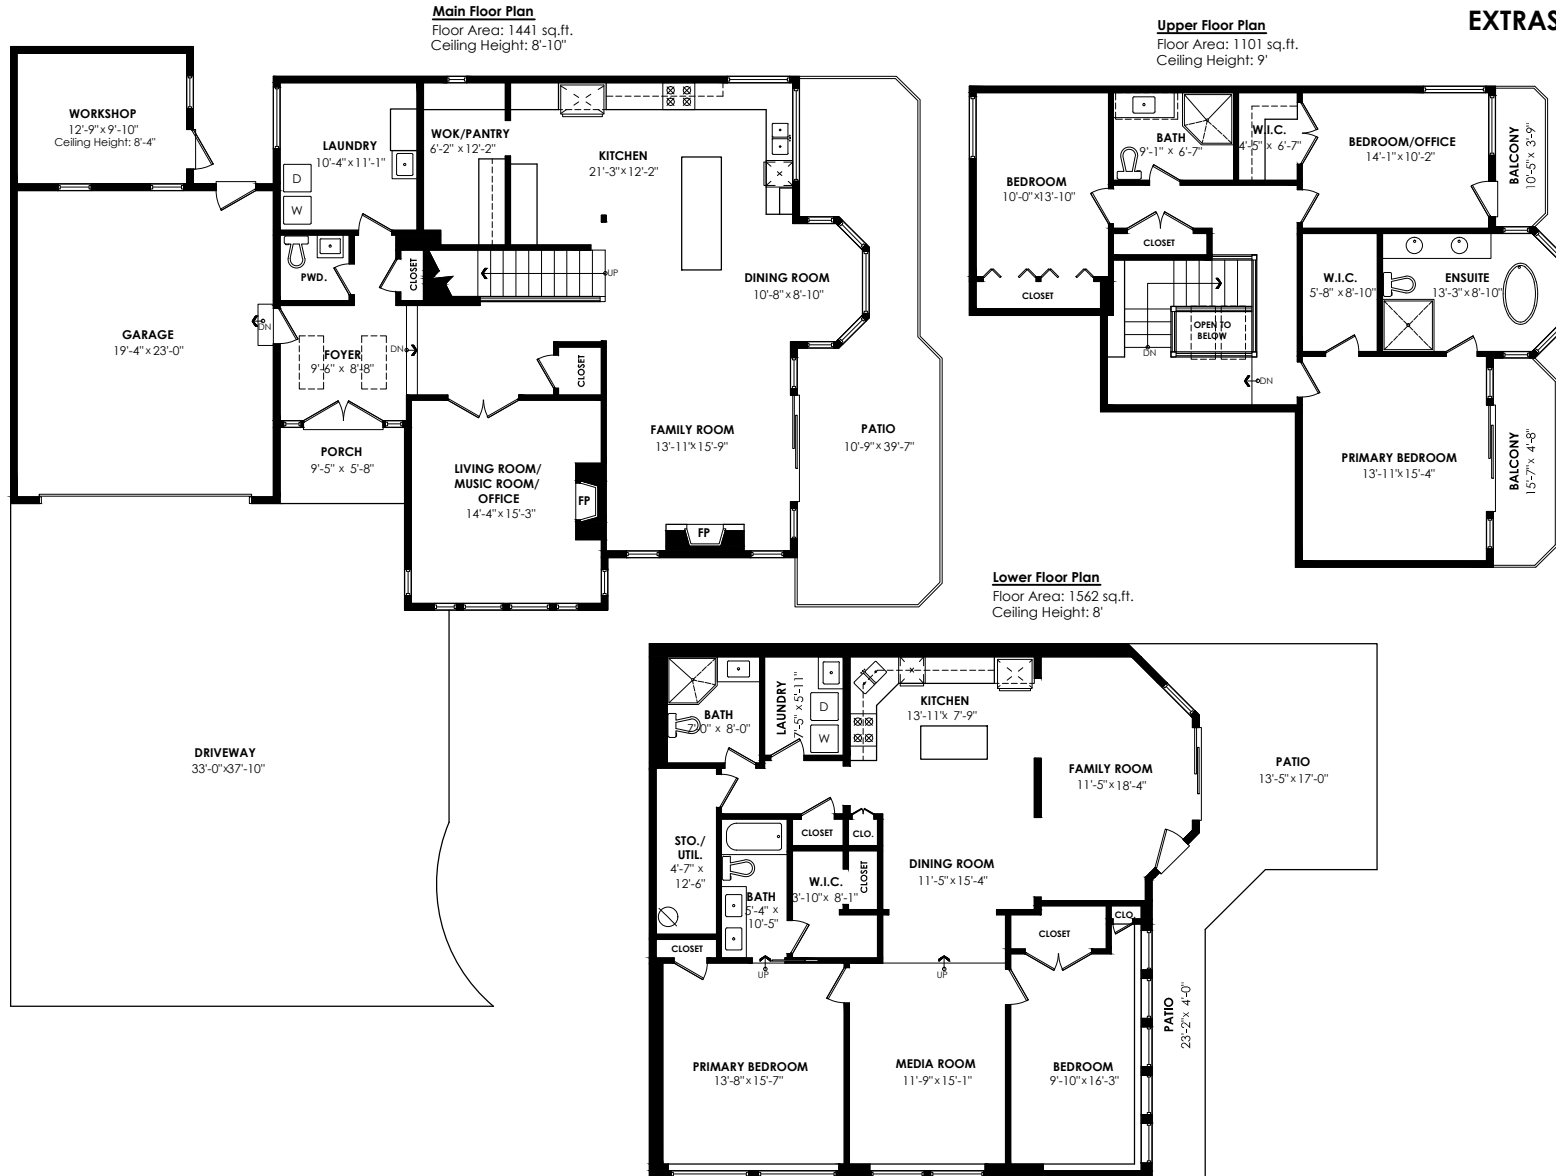 Main Floor Plan
Floor Area: 1441 sq.ft.
Ceiling Height: 8'-10"
WORKSHOP
12'-9" x 9'-10"
Ceiling Height: 8'-4"
LAUNDRY
10'-4" x 11'-1"
D
W
WOK/PANTRY
6'-2" x 12'-2"
KITCHEN
21'-3" x 12'-2"
PWD.
CLOSET
UP
DINING ROOM
10'-8" x 8'-10"
GARAGE
19'-4" x 23'-0"
DN
FOYER
9'-6" x 8'-8"
DN
CLOSET
PORCH
9'-5" x 5'-8"
LIVING ROOM/
MUSIC ROOM/
OFFICE
14'-4" x 15'-3"
FP
FAMILY ROOM
13'-11" x 15'-9"
FP
PATIO
10'-9" x 39'-7"
DRIVEWAY
33'-0" x 37'-10"
EXTRAS
Upper Floor Plan
Floor Area: 1101 sq.ft.
Ceiling Height: 9'
BEDROOM
10'-0" x 13'-10"
BATH
9'-1" x 6'-7"
W.I.C.
4'-5" x 6'-7"
BEDROOM/OFFICE
14'-1" x 10'-2"
BALCONY
10'-5" x 3'-9"
CLOSET
CLOSET
OPEN TO
BELOW
DN
DN
W.I.C.
5'-8" x 8'-10"
ENSUITE
13'-3" x 8'-10"
PRIMARY BEDROOM
13'-11" x 15'-4"
BALCONY
15'-7" x 4'-8"
Lower Floor Plan
Floor Area: 1562 sq.ft.
Ceiling Height: 8'
BATH
7'-0" x 8'-0"
LAUNDRY
7'-5" x 5'-11"
D
W
KITCHEN
13'-11" x 7'-9"
FAMILY ROOM
11'-5" x 18'-4"
PATIO
13'-5" x 17'-0"
STO./
UTIL.
4'-7" x
12'-6"
CLOSET
CLO.
BATH
5'-4" x
10'-5"
W.I.C.
3'-10" x 8'-1"
CLOSET
DINING ROOM
11'-5" x 15'-4"
CLOSET
UP
UP
CLOSET
CLO.
PRIMARY BEDROOM
13'-8" x 15'-7"
MEDIA ROOM
11'-9" x 15'-1"
BEDROOM
9'-10" x 16'-3"
PATIO
23'-2" x 4'-0"